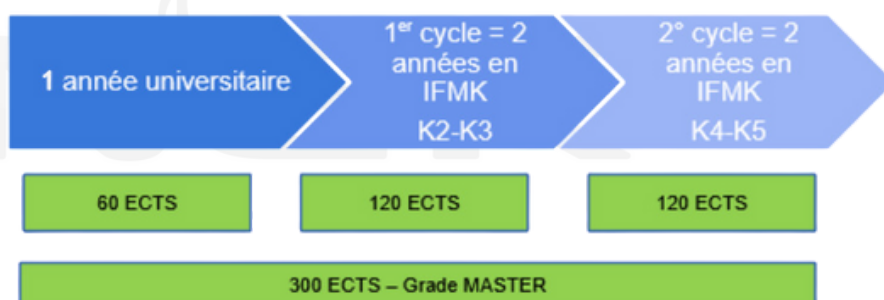 1 année universitaire
1er cycle = 2
années en
IFMK
K2-K3
2° cycle = 2
années en
IFMK
K4-K5
60 ECTS
120 ECTS
120 ECTS
300 ECTS – Grade MASTER